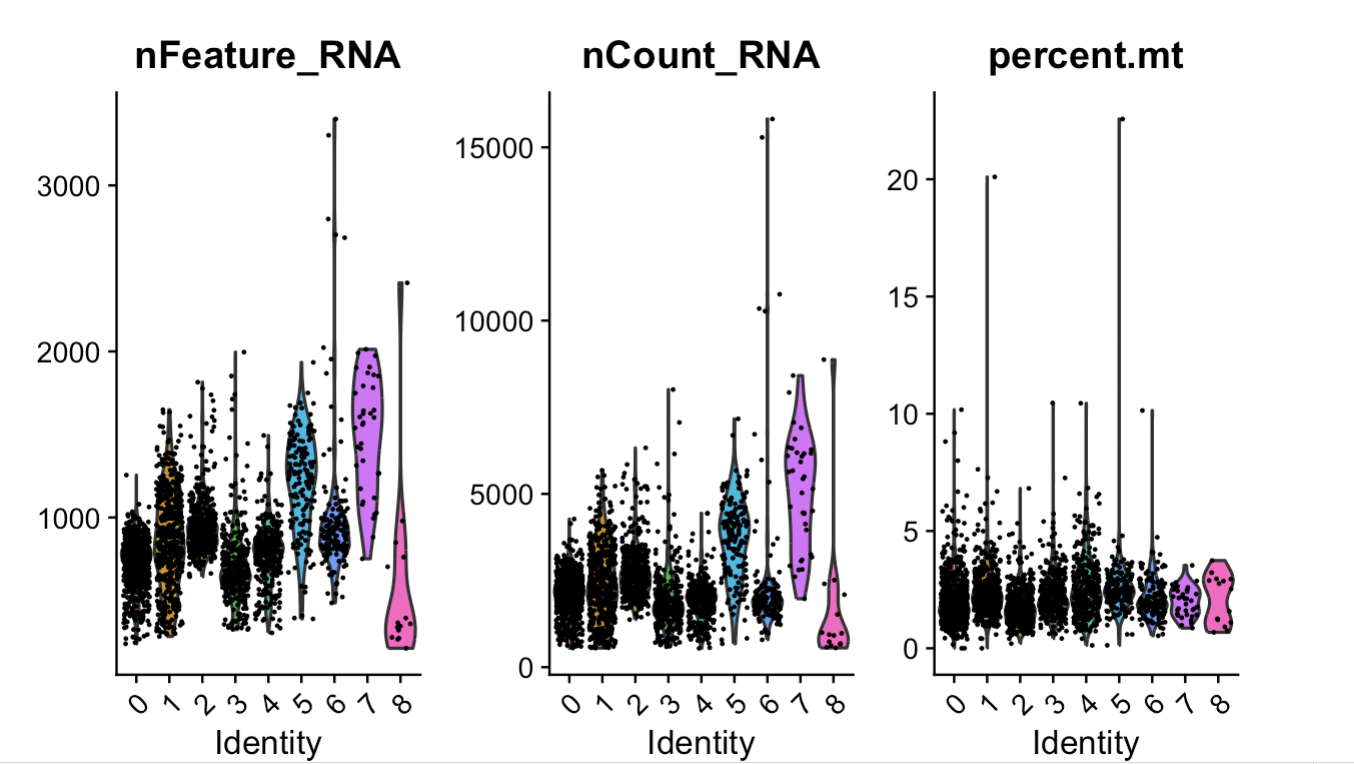 nFeature_RNA
3000
2000
1000
0 1 2 3 4 5 6 7 8
Identity
nCount_RNA
15000
10000
5000
0
0 1 2 3 4 5 6 7 8
Identity
percent.mt
20
15
10
5
0
0 1 2 3 4 5 6 7 8
Identity